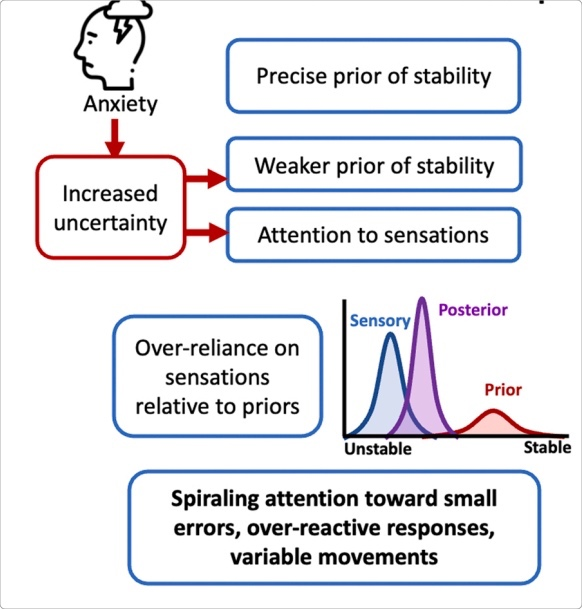 Precise prior of stability
Anxiety
Weaker prior of stability
Increased
uncertainty
Attention to sensations
Over-reliance on
sensations
relative to priors
Sensory
Posterior
Prior
Unstable
Stable
Spiraling attention toward small
errors, over-reactive responses,
variable movements